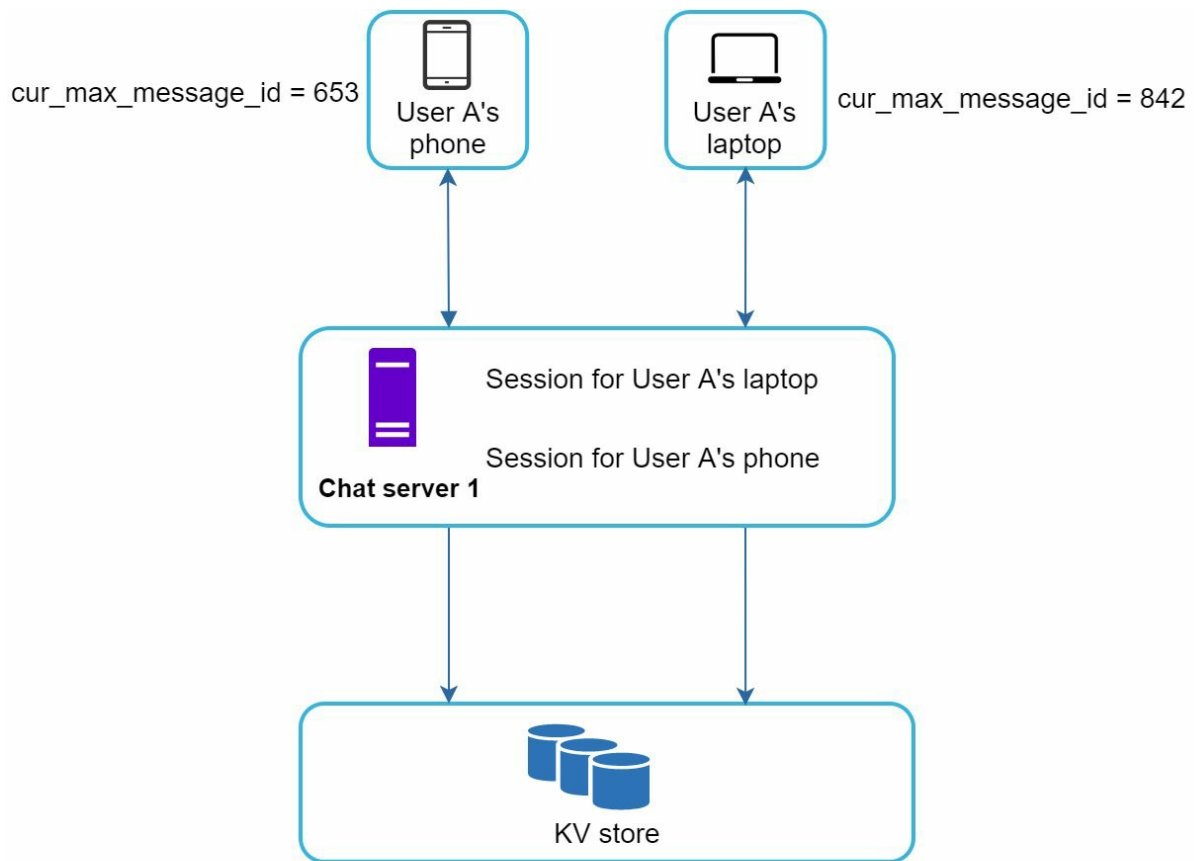 cur_max_message_id = 653
User A's
phone
User A's
laptop
cur_max_message_id = 842
Session for User A's laptop
Session for User A's phone
Chat server 1
KV store